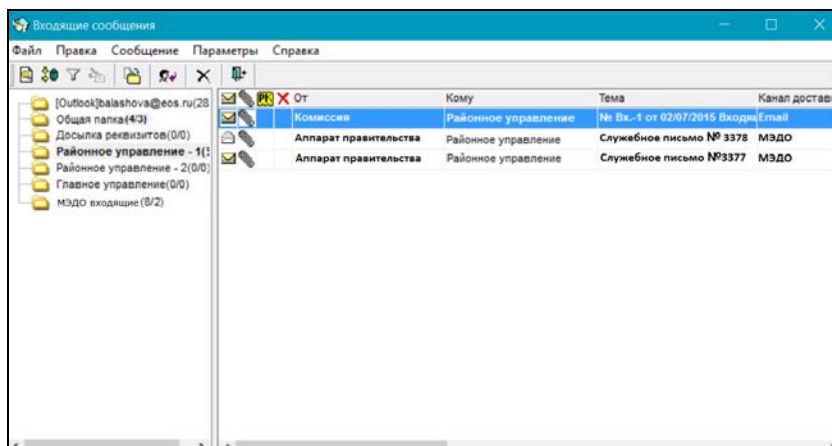 Входящие сообщения
Файл Правка Сообщение Параметры Справка
[Outlook]balashova@eos.ru(28
Общая папка(4/3)
Досылка реквизитов(0/0)
Районное управление - 1(
Районное управление - 2(0/0)
Главное управление(0/0)
МЭДО входящие (8/2)
РК От Кому Тема Канал достав
Комиссия Районное управление № Вх.-1 от 02/07/2015 Входящ Email
Аппарат правительства Районное управление Служебное письмо № 3378 МЭДО
Аппарат правительства Районное управление Служебное письмо №3377 МЭДО